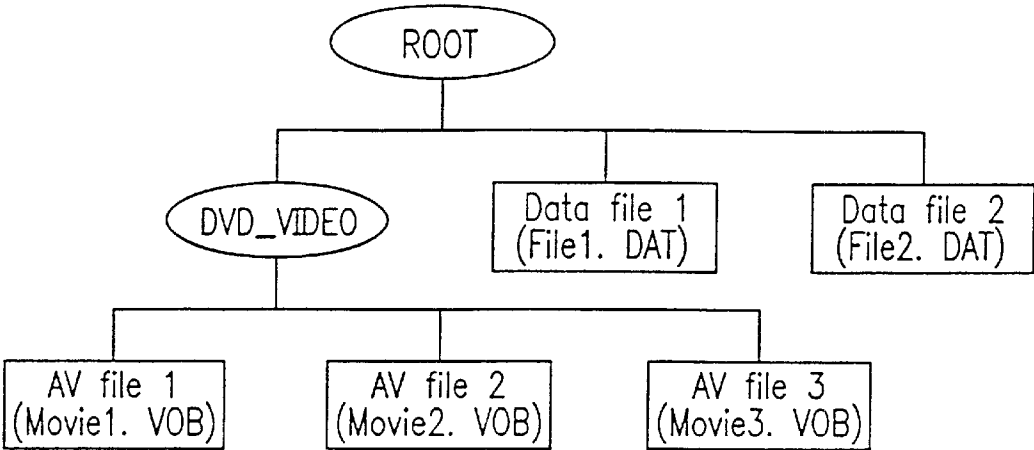 ROOT
DVD_VIDEO
Data file 1
(File1. DAT)
Data file 2
(File2. DAT)
AV file 1
(Movie1. VOB)
AV file 2
(Movie2. VOB)
AV file 3
(Movie3. VOB)